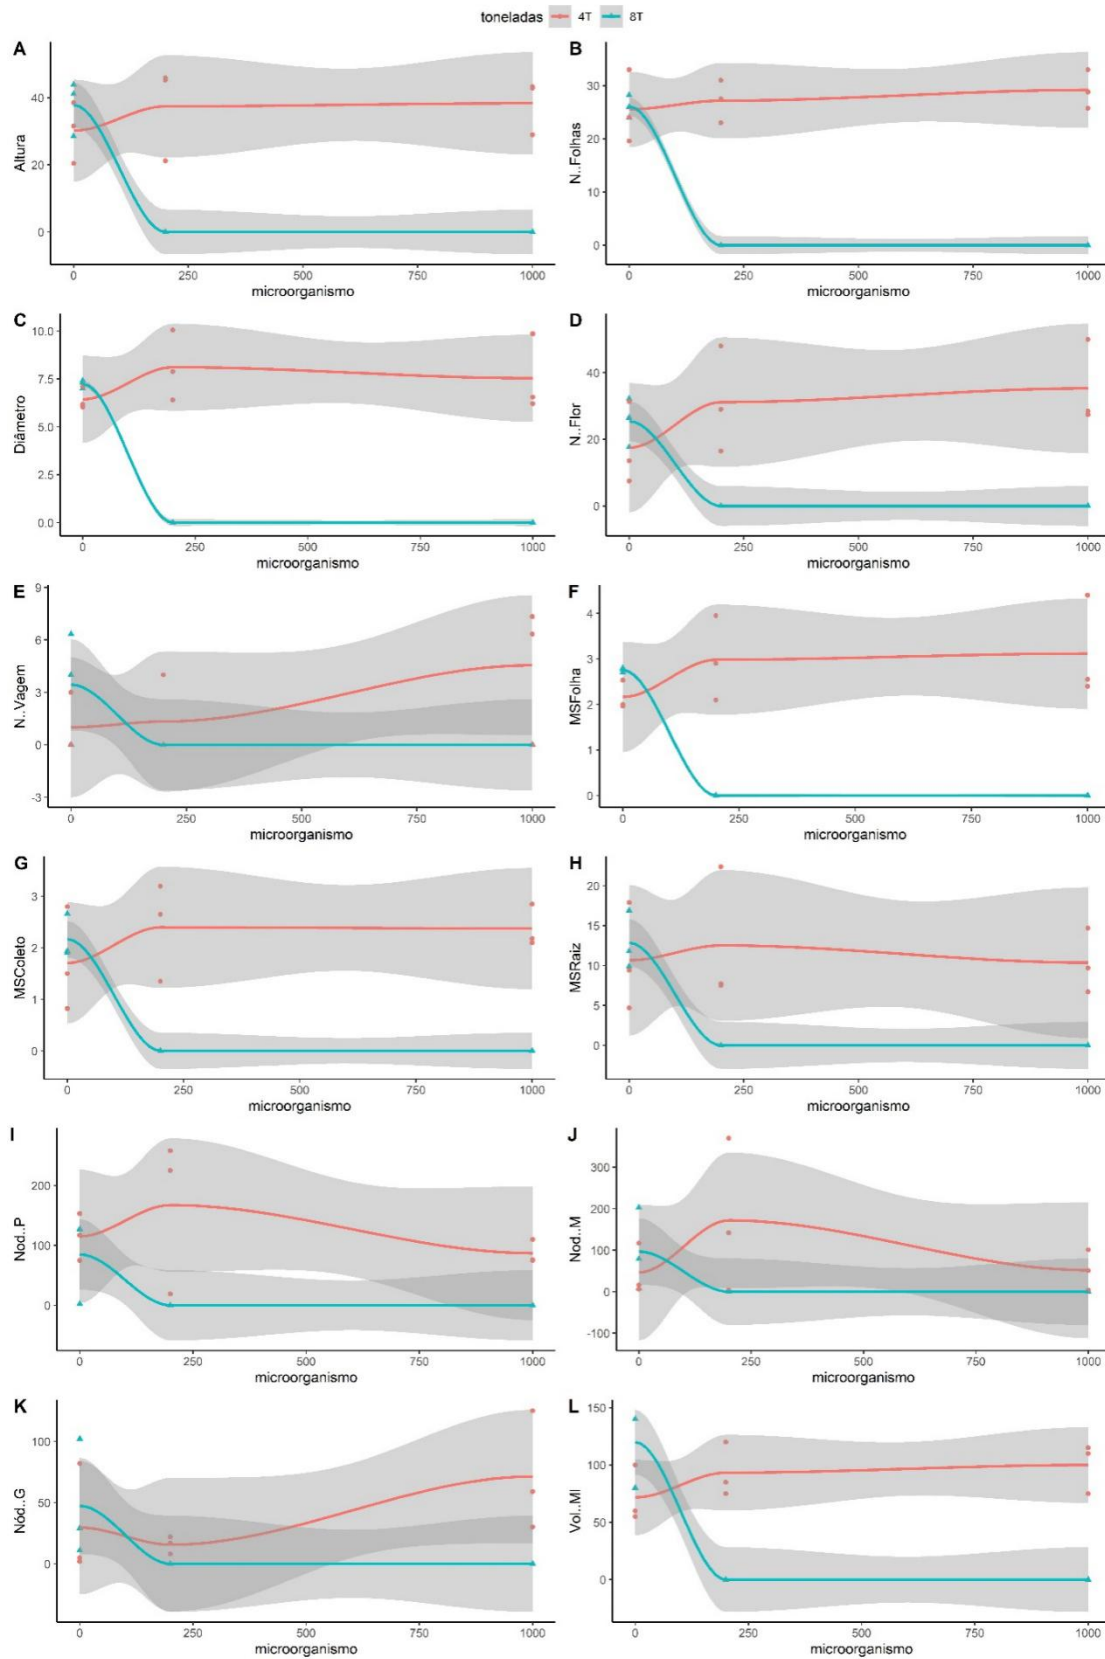 toneladas 4T 8T
A
Altura
40
20
0
0 250 500 750 1000
microorganismo
B
N..Folhas
30
20
10
0
0 250 500 750 1000
microorganismo
C
Diâmetro
10.0
7.5
5.0
2.5
0.0
0 250 500 750 1000
microorganismo
D
N..Flor
40
20
0
0 250 500 750 1000
microorganismo
E
N..Vagem
9
6
3
0
-3
0 250 500 750 1000
microorganismo
F
MSFolha
4
3
2
1
0
0 250 500 750 1000
microorganismo
G
MSColeto
3
2
1
0
0 250 500 750 1000
microorganismo
H
MSRaiz
20
15
10
5
0
0 250 500 750 1000
microorganismo
I
Nod..P
200
100
0
0 250 500 750 1000
microorganismo
J
Nod..M
300
200
100
0
-100
0 250 500 750 1000
microorganismo
K
Nód..G
100
50
0
0 250 500 750 1000
microorganismo
L
Vol..Ml
150
100
50
0
0 250 500 750 1000
microorganismo